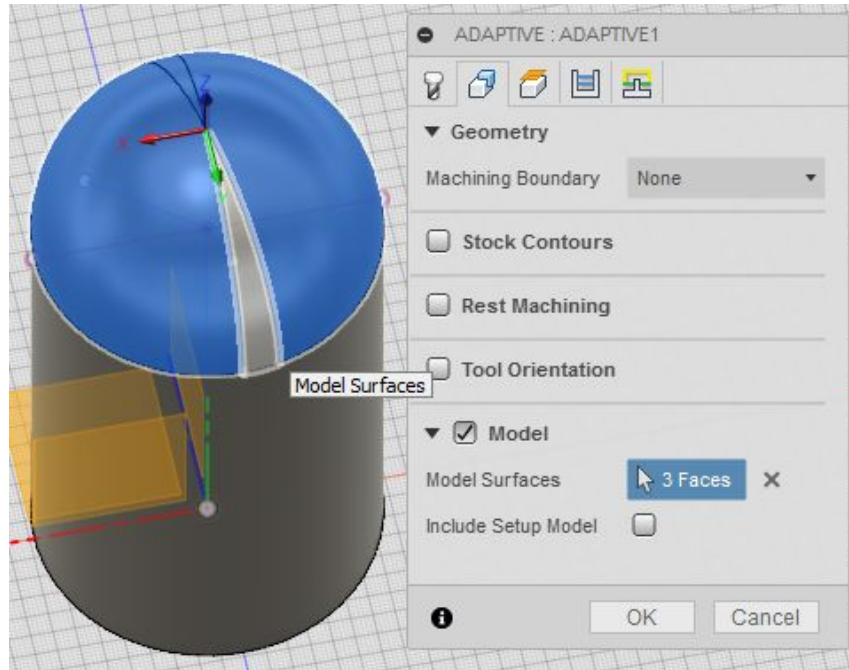 ADAPTIVE : ADAPTIVE1
Geometry
Machining Boundary None
Stock Contours
Rest Machining
Tool Orientation
Model Surfaces
Model
Model Surfaces 3 Faces
Include Setup Model
OK Cancel
Z
X
Y